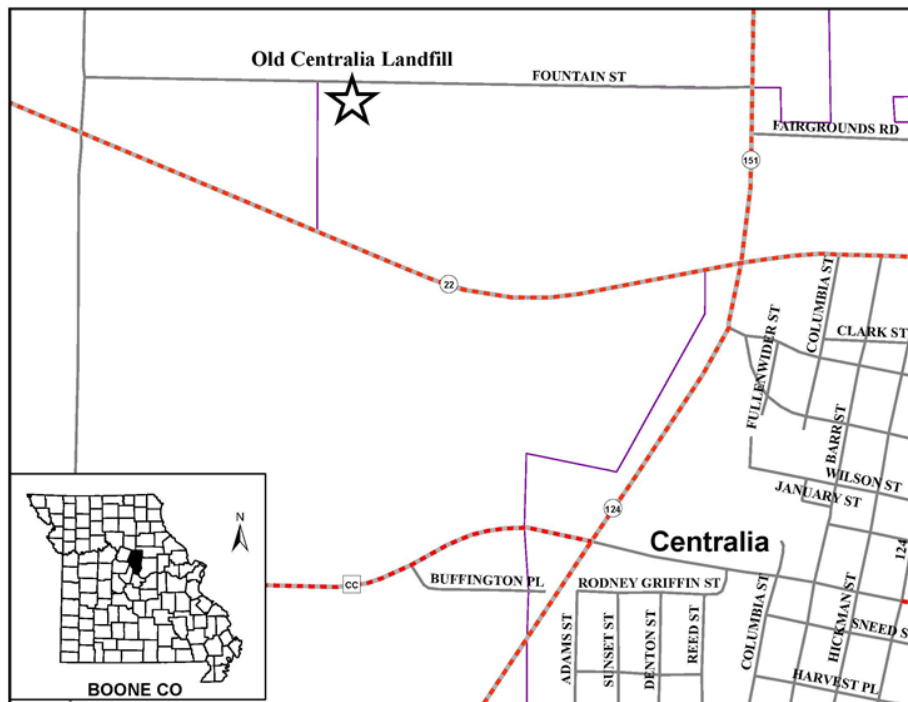 Old Centralia Landfill
FOUNTAIN ST
FAIRGROUNDS RD
151
22
COLUMBIA ST
FULLENWIDER ST
CLARK ST
BARR ST
WILSON ST
JANUARY ST
124
124
N
Centralia
CC
BUFFINGTON PL
RODNEY GRIFFIN ST
ADAMS ST
SUNSET ST
DENTON ST
REED ST
COLUMBIA ST
HICKMAN ST
SNEED S
HARVEST PL
BOONE CO